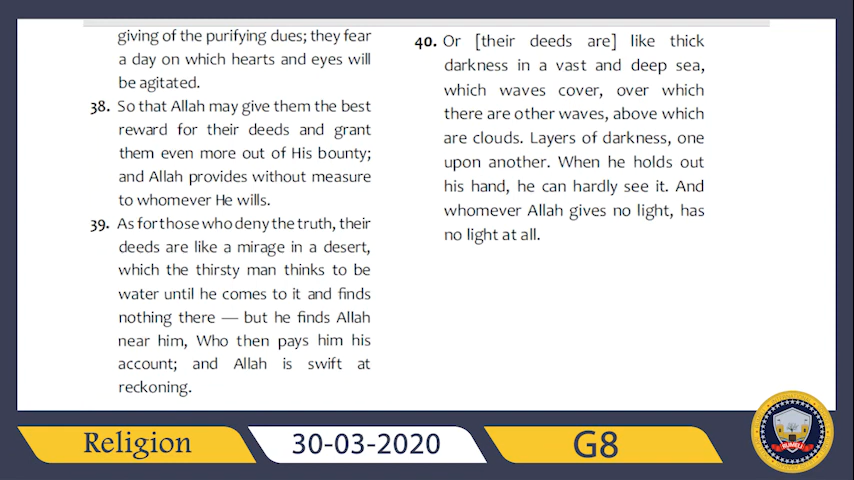 giving of the purifying dues; they fear
a day on which hearts and eyes will
be agitated.
38. So that Allah may give them the best
reward for their deeds and grant
them even more out of His bounty;
and Allah provides without measure
to whomever He wills.
39. As for those who deny the truth, their
deeds are like a mirage in a desert,
which the thirsty man thinks to be
water until he comes to it and finds
nothing there — but he finds Allah
near him, Who then pays him his
account; and Allah is swift at
reckoning.
40. Or [their deeds are] like thick
darkness in a vast and deep sea,
which waves cover, over which
there are other waves, above which
are clouds. Layers of darkness, one
upon another. When he holds out
his hand, he can hardly see it. And
whomever Allah gives no light, has
no light at all.
Religion
30-03-2020
G8